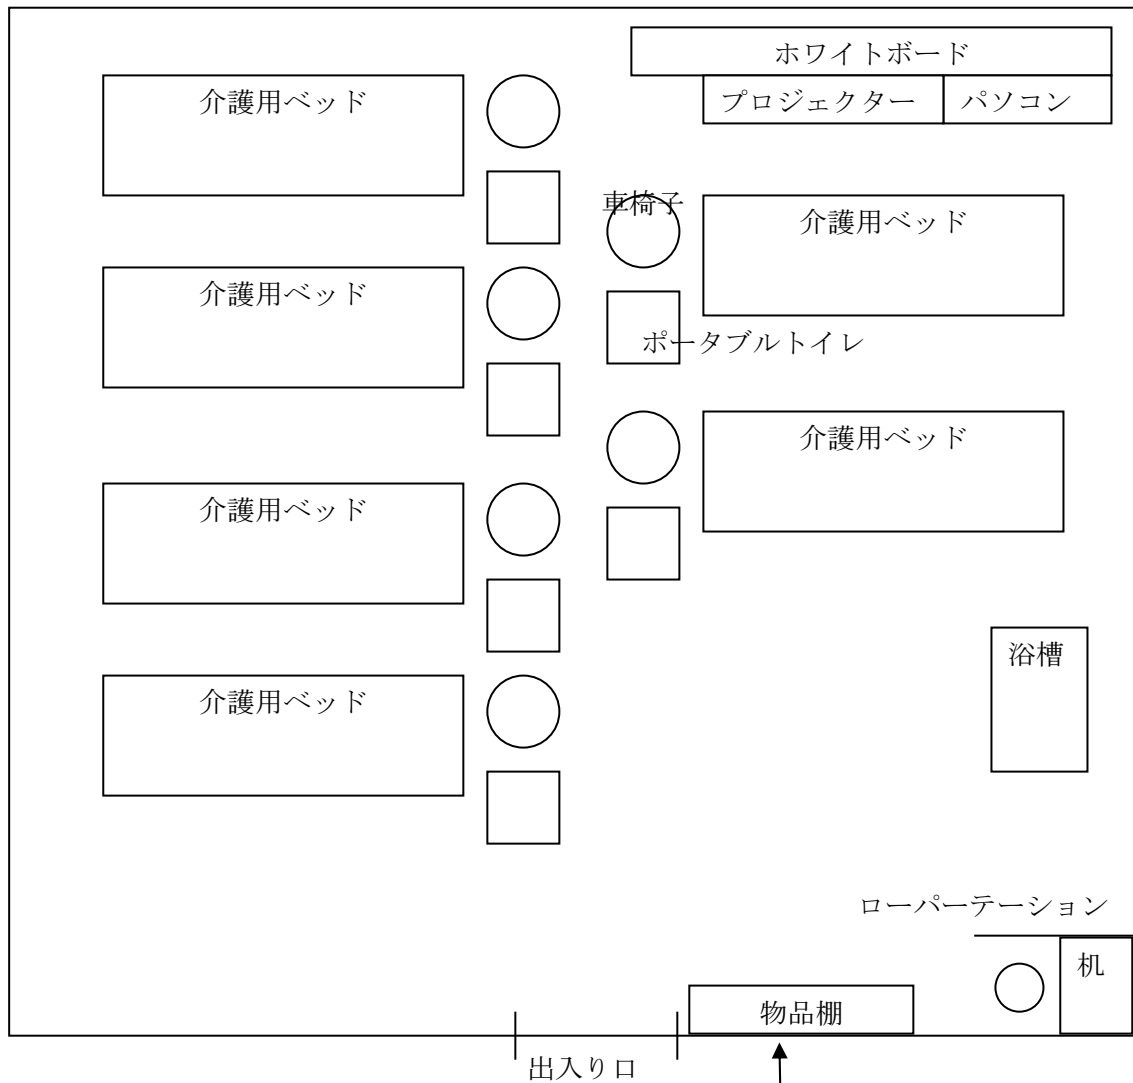 ホワイトボード
プロジェクター
パソコン
介護用ベッド
車椅子
介護用ベッド
介護用ベッド
ポータブルトイレ
介護用ベッド
介護用ベッド
介護用ベッド
浴槽
ローパーテーション
机
物品棚
出入り口